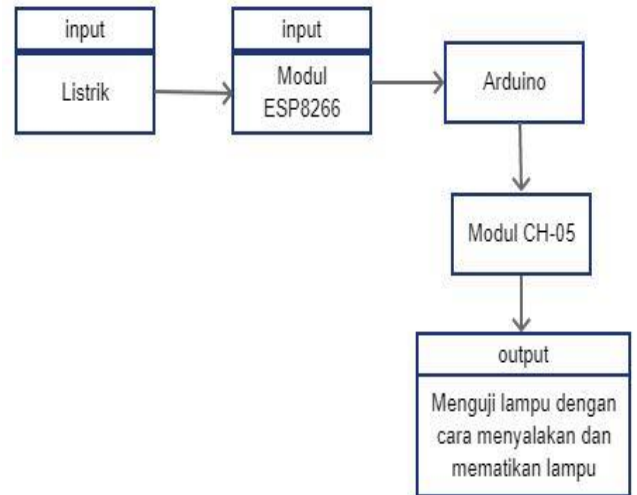 input
Listrik
input
Modul
ESP8266
Arduino
Modul CH-05
output
Menguji lampu dengan
cara menyalakan dan
mematikan lampu